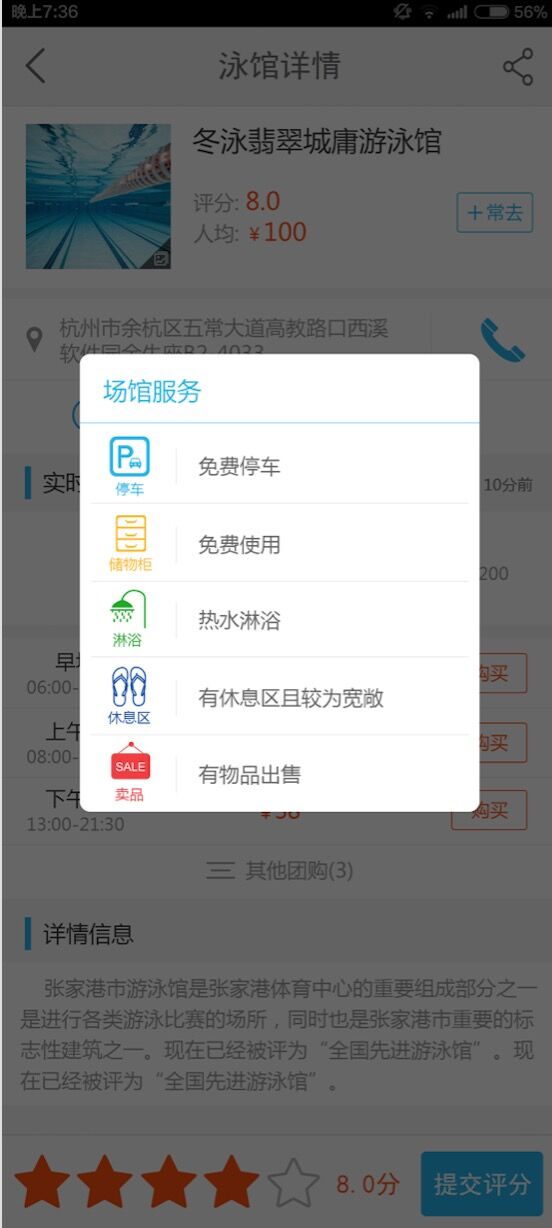 晚上7:36
56%
泳馆详情
冬泳翡翠城庸游泳馆
评分: 8.0
人均: ¥100
+常去
杭州市余杭区五常大道高教路口西溪
场馆服务
停车 免费停车
储物柜 免费使用
淋浴 热水淋浴
休息区 有休息区且较为宽敞
SALE
卖品 有物品出售
实时
10分前
200
早
06:00-
购买
上午
08:00-
购买
下午
13:00-21:30
购买
其他团购(3)
详情信息
张家港市游泳馆是张家港体育中心的重要组成部分之一
是进行各类游泳比赛的场所，同时也是张家港市重要的标
志性建筑之一。现在已经被评为“全国先进游泳馆”。现
在已经被评为“全国先进游泳馆”。
8.0分
提交评分